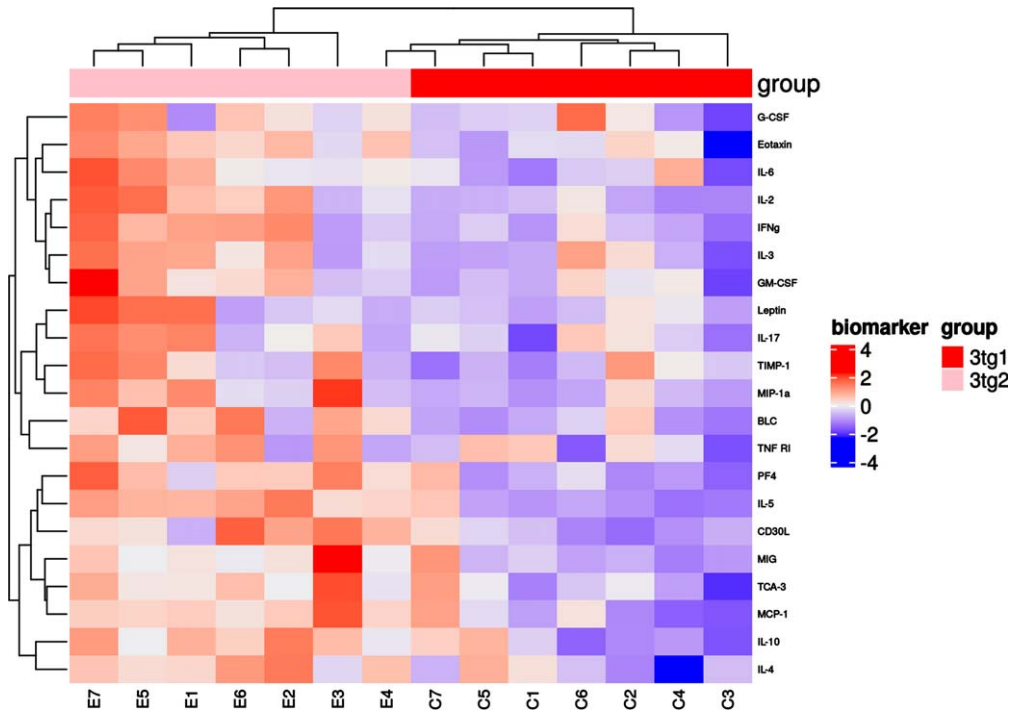 group
G-CSF
Eotaxin
IL-6
IL-2
IFNg
IL-3
GM-CSF
Leptin
IL-17
TIMP-1
MIP-1a
BLC
TNF RI
PF4
IL-5
CD30L
MIG
TCA-3
MCP-1
IL-10
IL-4
E7 E5 E1 E6 E2 E3 E4 C7 C5 C1 C6 C2 C4 C3
biomarker group
4
2
0
-2
-4
3tg1
3tg2